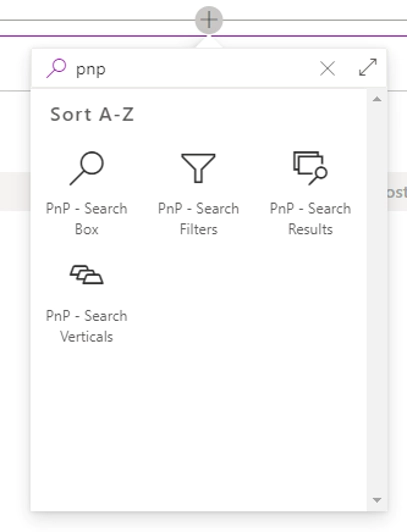 pnp
Sort A-Z
PnP - Search Box
PnP - Search Filters
PnP - Search Results
PnP - Search Verticals
ost